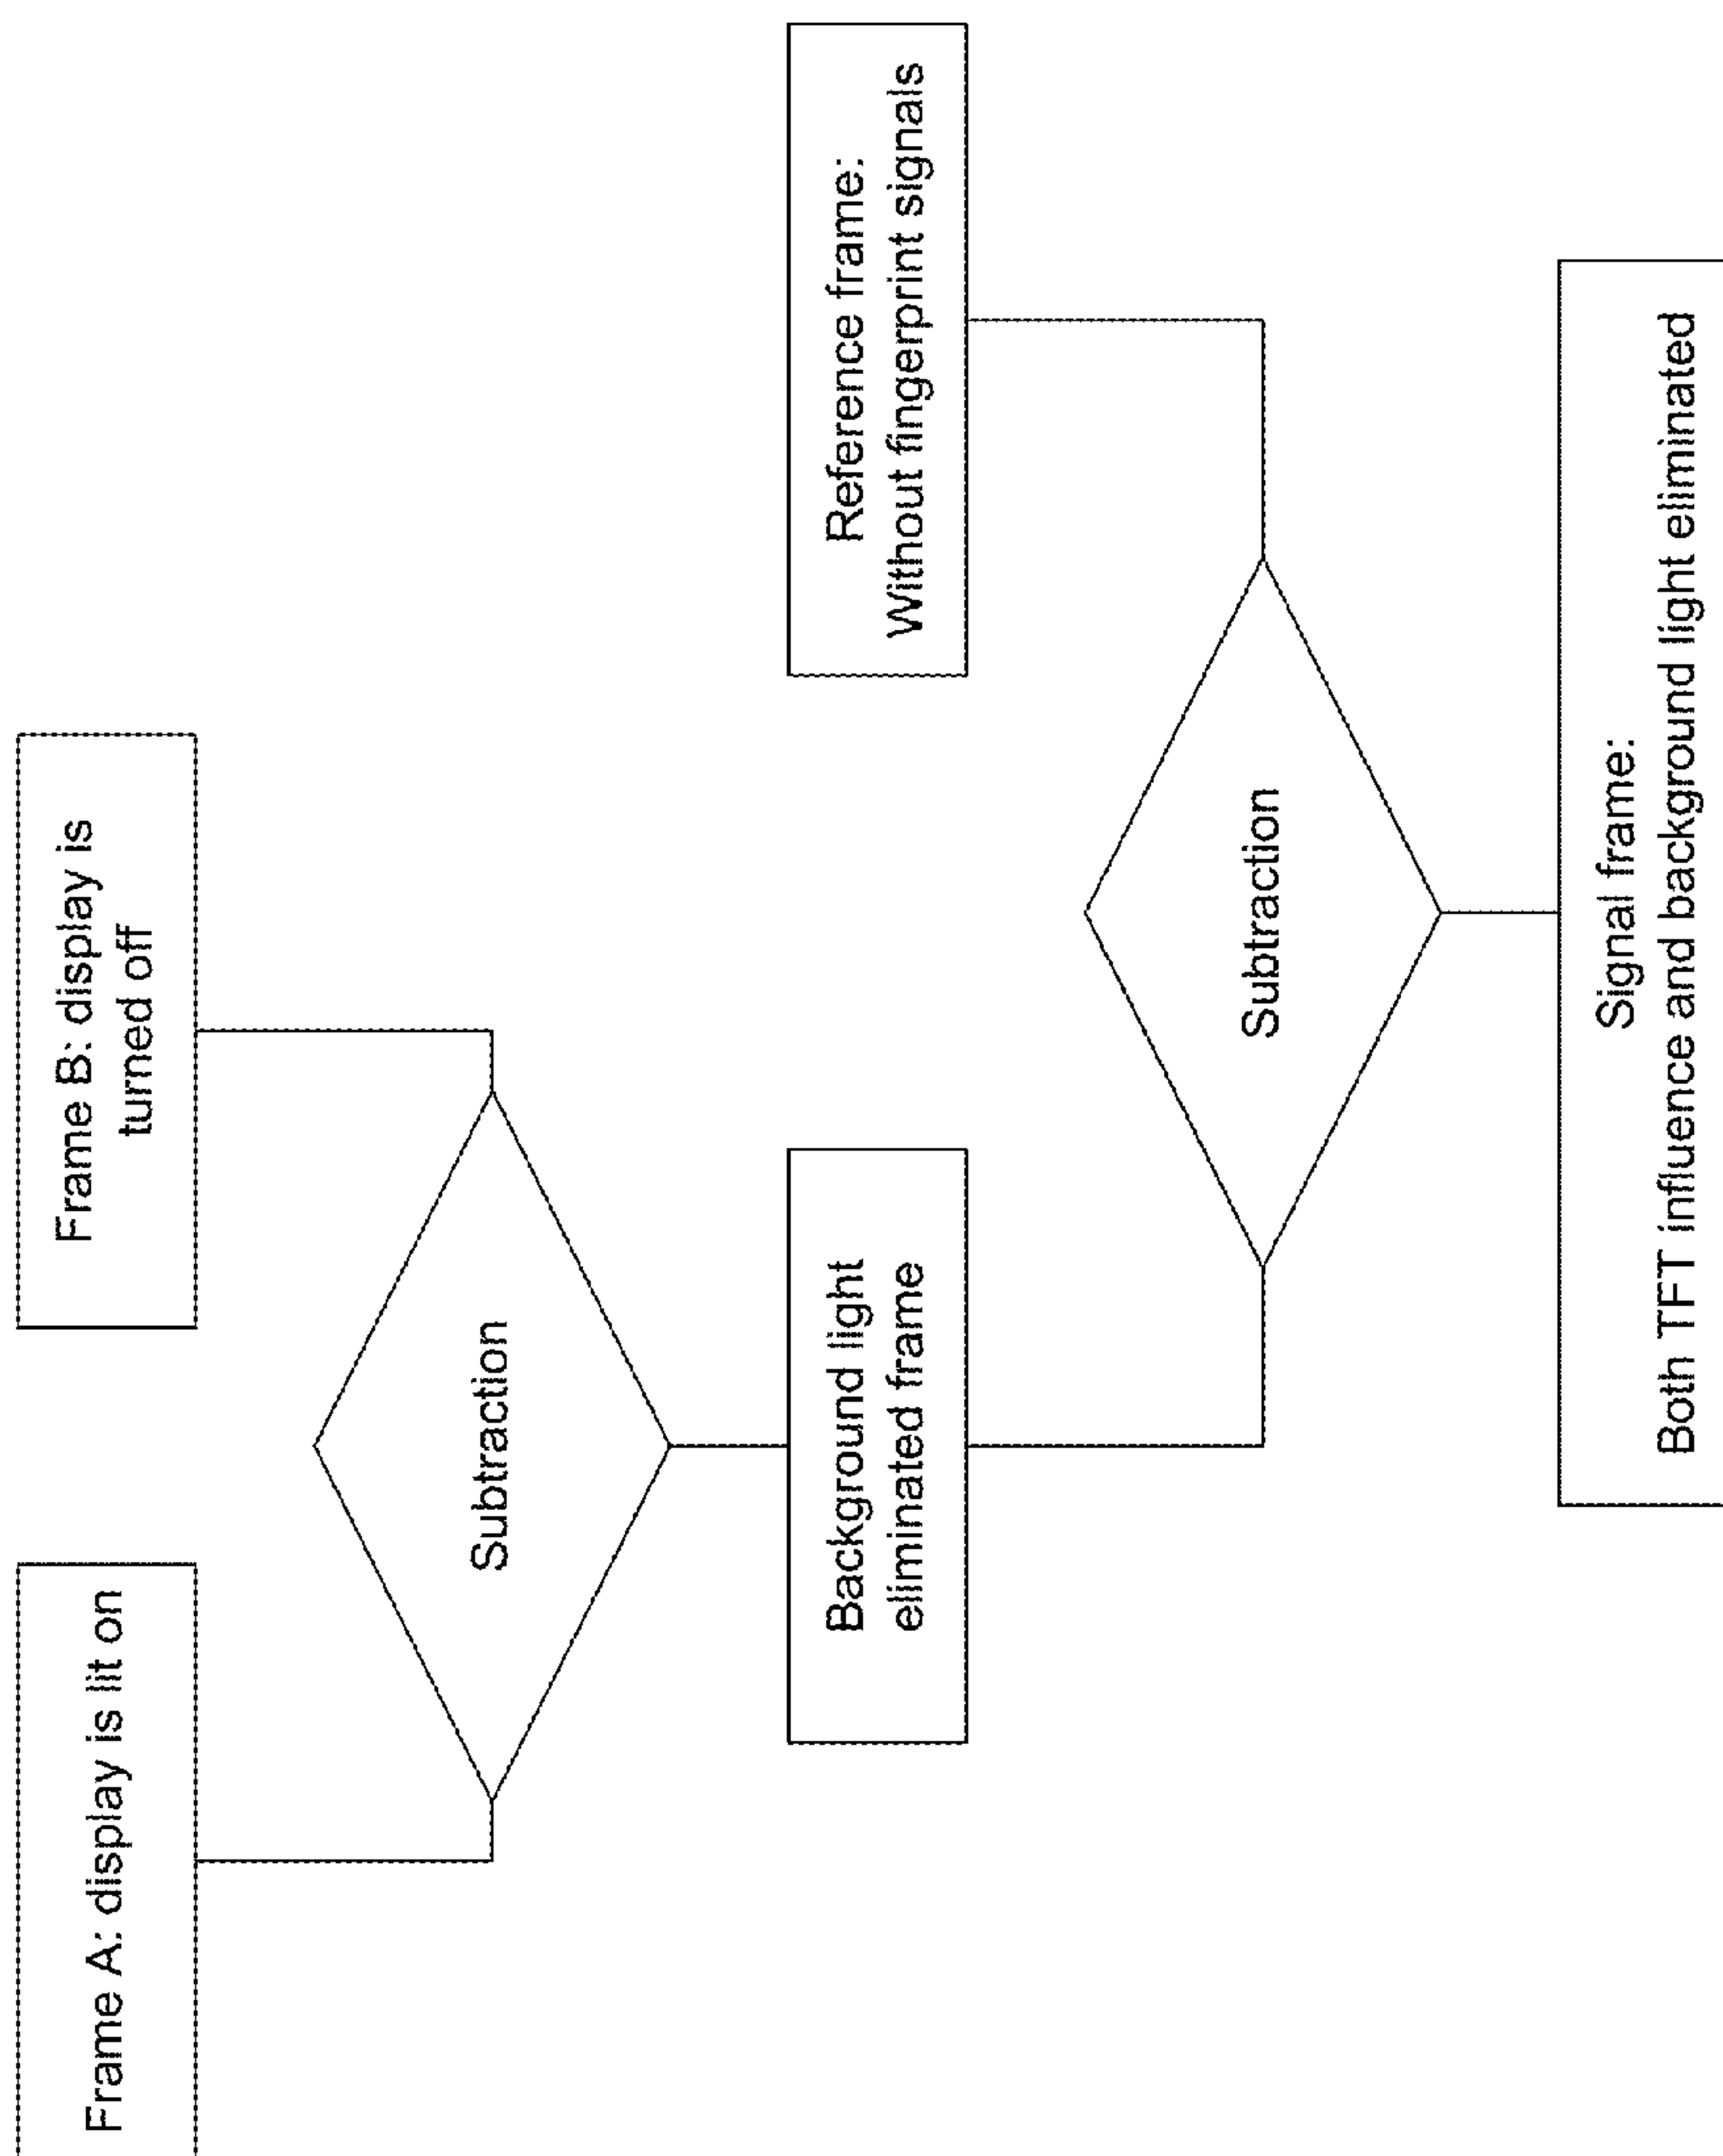 Frame A: display is lit on
Frame B: display is
turned off
Subtraction
Background light
eliminated frame
Reference frame:
Without fingerprint signals
Subtraction
Signal frame:
Both TFT influence and background light eliminated